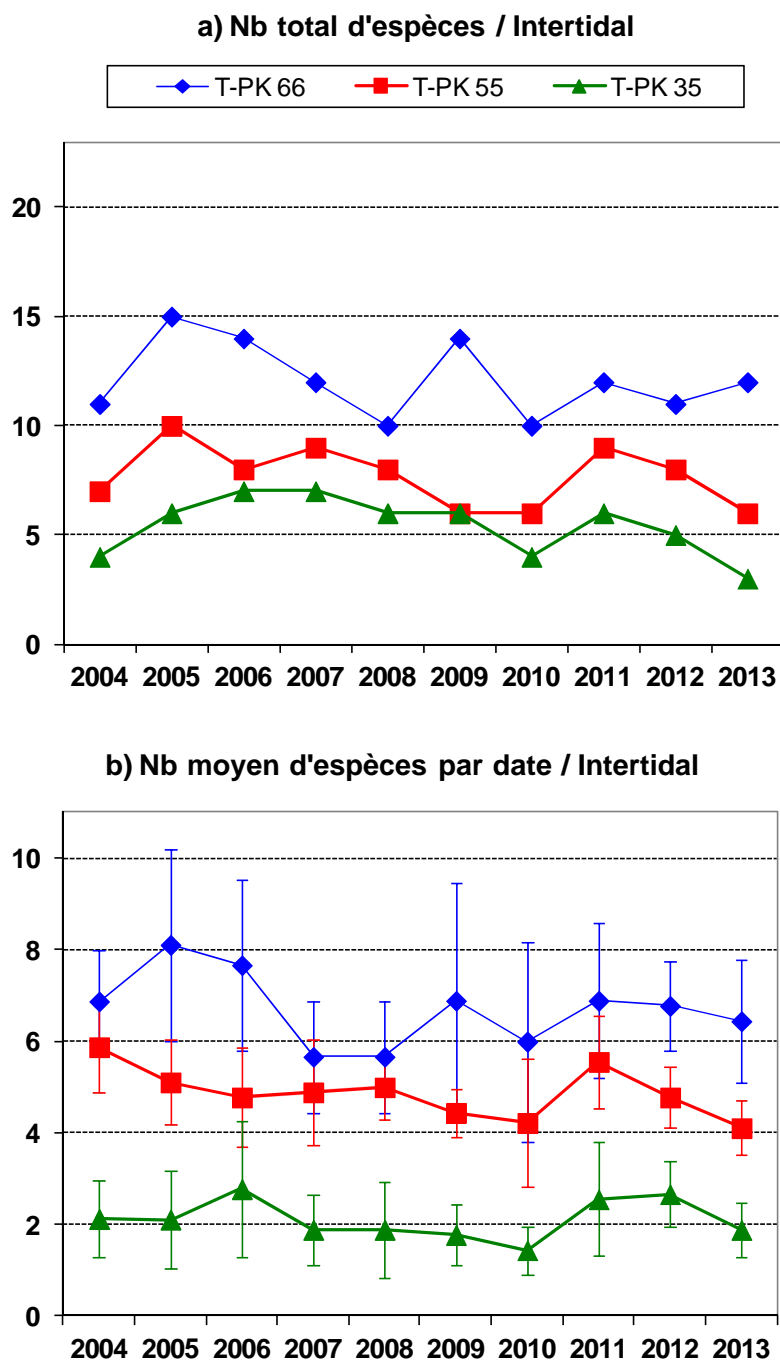 a) Nb total d'espèces / Intertidal
T-PK 66 T-PK 55 T-PK 35
20
15
10
5
0
2004 2005 2006 2007 2008 2009 2010 2011 2012 2013
b) Nb moyen d'espèces par date / Intertidal
10
8
6
4
2
0
2004 2005 2006 2007 2008 2009 2010 2011 2012 2013